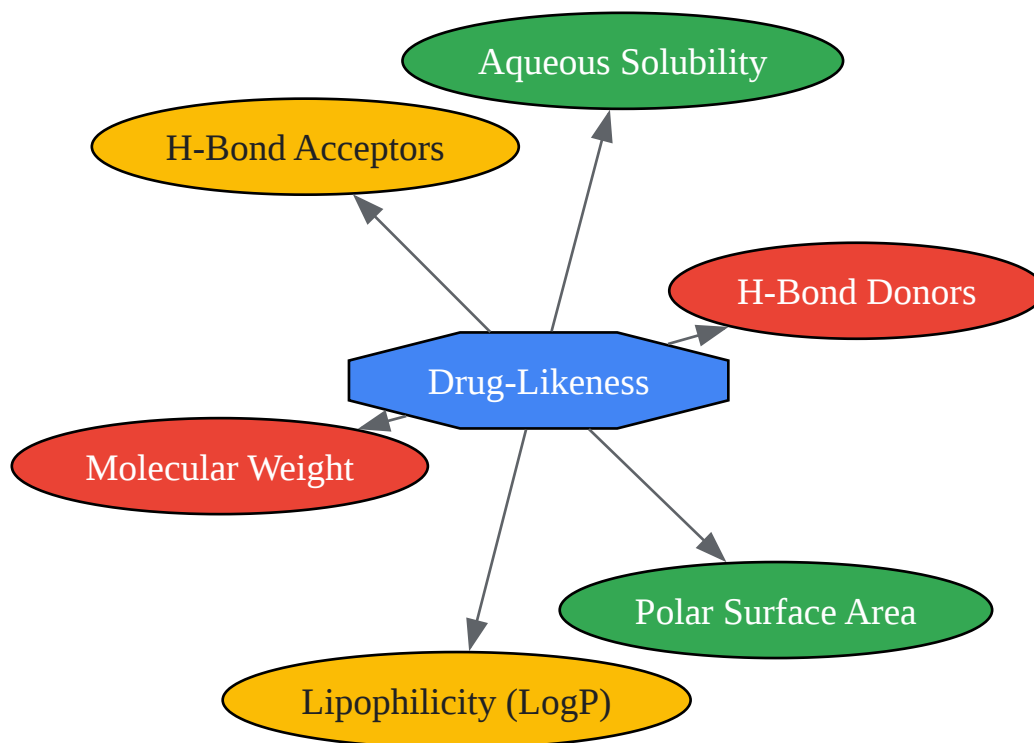 Aqueous Solubility
H-Bond Acceptors
H-Bond Donors
Drug-Likeness
Molecular Weight
Polar Surface Area
Lipophilicity (LogP)